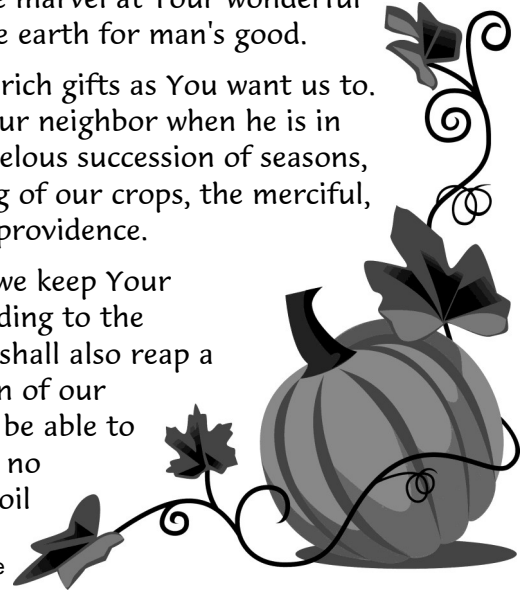 e marvel at Your wonderful
e earth for man's good.
rich gifts as You want us to.
ur neighbor when he is in
elous succession of seasons,
g of our crops, the merciful,
providence.
we keep Your
ding to the
shall also reap a
n of our
be able to
no
oil
e